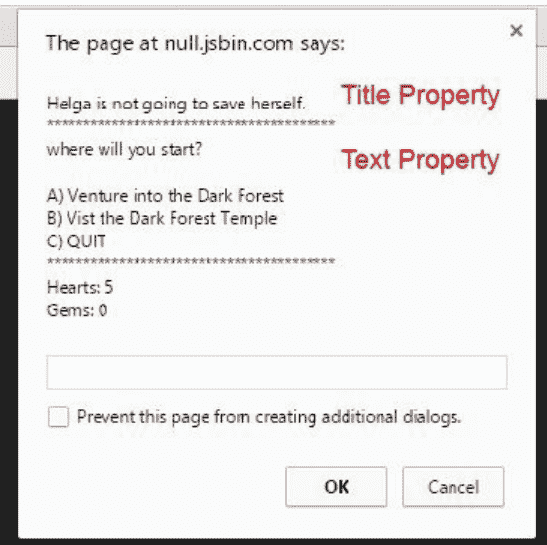 The page at null.jsbin.com says:
Helga is not going to save herself.
Title Property
****************************************
where will you start?
Text Property
A) Venture into the Dark Forest
B) Vist the Dark Forest Temple
C) QUIT
****************************************
Hearts: 5
Gems: 0
Prevent this page from creating additional dialogs.
OK
Cancel